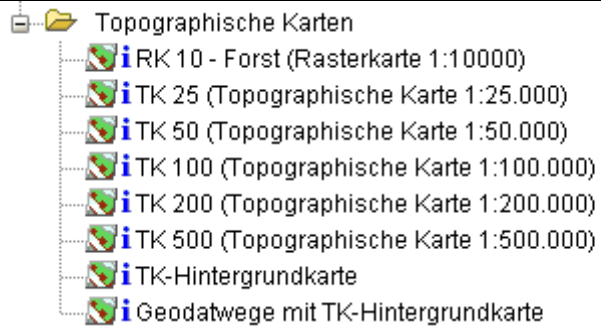 Topographische Karten
i RK 10 - Forst (Rasterkarte 1:10000)
i TK 25 (Topographische Karte 1:25.000)
i TK 50 (Topographische Karte 1:50.000)
i TK 100 (Topographische Karte 1:100.000)
i TK 200 (Topographische Karte 1:200.000)
i TK 500 (Topographische Karte 1:500.000)
i TK-Hintergrundkarte
i Geodatwege mit TK-Hintergrundkarte